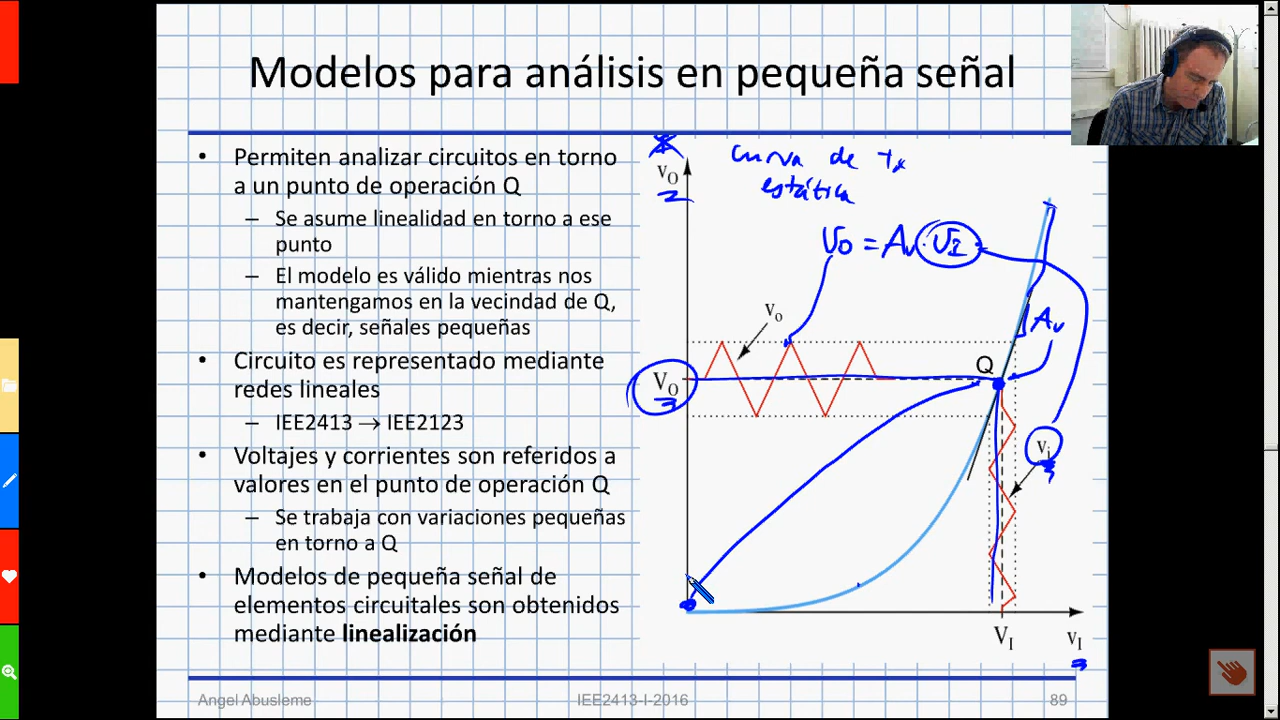 Modelos para análisis en pequeña señal
• Permiten analizar circuitos en torno
a un punto de operación Q
– Se asume linealidad en torno a ese
punto
– El modelo es válido mientras nos
mantengamos en la vecindad de Q,
es decir, señales pequeñas
• Circuito es representado mediante
redes lineales
– IEE2413 → IEE2123
• Voltajes y corrientes son referidos a
valores en el punto de operación Q
– Se trabaja con variaciones pequeñas
en torno a Q
• Modelos de pequeña señal de
elementos circuitales son obtenidos
mediante linealización
vO
curva de tx
estática
vo = Av · vi
vo
Av
Q
VO
vi
VI
vI
Angel Abusleme
IEE2413-I-2016
89